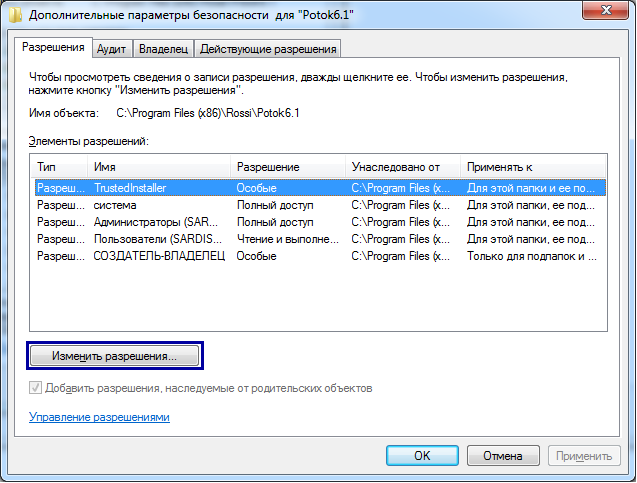 Дополнительные параметры безопасности для "Potok6.1"
Разрешения Аудит Владелец Действующие разрешения
Чтобы просмотреть сведения о записи разрешения, дважды щелкните ее. Чтобы изменить разрешения,
нажмите кнопку "Изменить разрешения".
Имя объекта: C:\Program Files (x86)\Rossi\Potok6.1
Элементы разрешений:
Тип Имя Разрешение Унаследовано от Применять к
Разреш... TrustedInstaller Особые C:\Program Files (x... Для этой папки и ее по...
Разреш... система Полный доступ C:\Program Files (x... Для этой папки, ее под...
Разреш... Администраторы (SAR... Полный доступ C:\Program Files (x... Для этой папки, ее под...
Разреш... Пользователи (SARDIS... Чтение и выполне... C:\Program Files (x... Для этой папки, ее под...
Разреш... СОЗДАТЕЛЬ-ВЛАДЕЛЕЦ Особые C:\Program Files (x... Только для подпапок и ...
Изменить разрешения...
Добавить разрешения, наследуемые от родительских объектов
Управление разрешениями
OK Отмена Применить